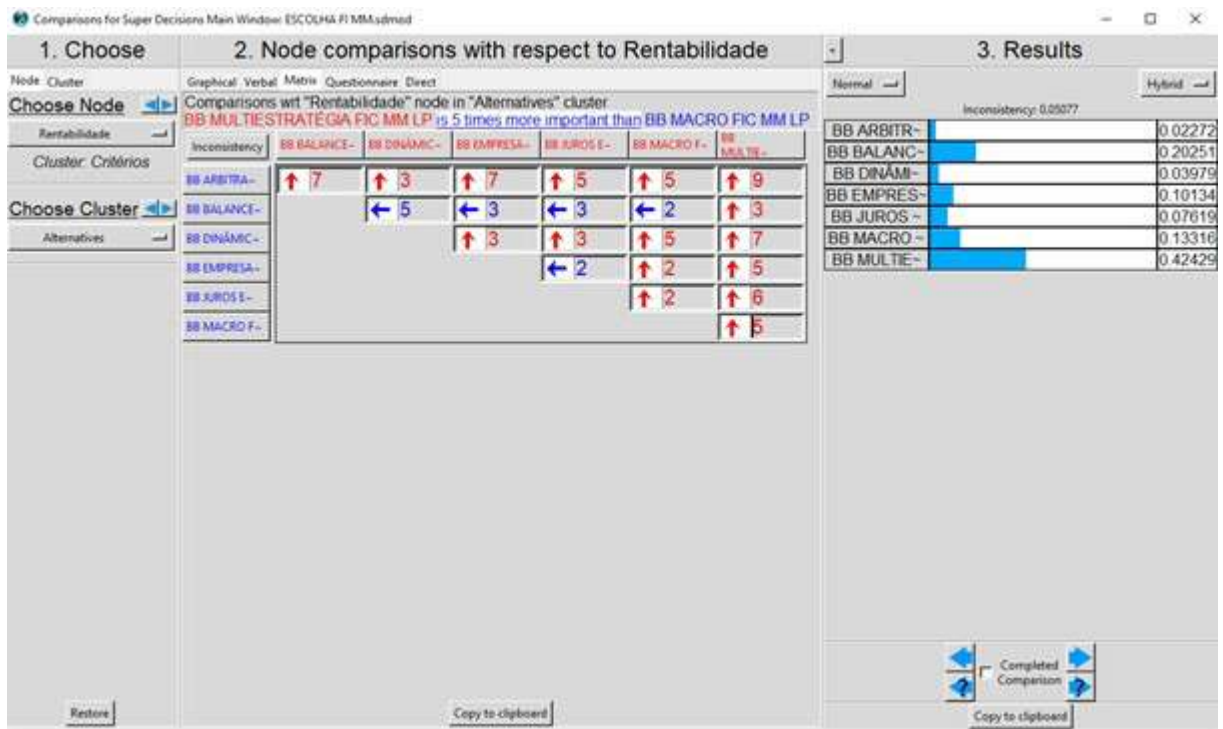 Comparisons for Super Decisions Main Window: ESCOLHA FI MM.sdmod
1. Choose
Node Cluster
Choose Node
Rentabilidade
Cluster: Critérios
Choose Cluster
Alternatives
Restore
2. Node comparisons with respect to Rentabilidade
Graphical Verbal Matrix Questionnaire Direct
Comparisons wrt "Rentabilidade" node in "Alternatives" cluster
BB MULTIESTRATÉGIA FIC MM LP is 5 times more important than BB MACRO FIC MM LP
Inconsistency BB BALANCE~ BB DINÂMIC~ BB EMPRESA~ BB JUROS E~ BB MACRO F~ BB MULTIE~
BB ARBITRA~ 7 3 7 5 5 9
BB BALANCE~ 5 3 3 2 3
BB DINÂMIC~ 3 3 5 7
BB EMPRESA~ 2 2 5
BB JUROS E~ 2 6
BB MACRO F~ 5
Copy to clipboard
3. Results
Normal Hybrid
Inconsistency: 0.05077
BB ARBITR~ 0.02272
BB BALANC~ 0.20251
BB DINÂMI~ 0.03979
BB EMPRES~ 0.10134
BB JUROS ~ 0.07619
BB MACRO ~ 0.13316
BB MULTIE~ 0.42429
Completed
Comparison
? ?
Copy to clipboard